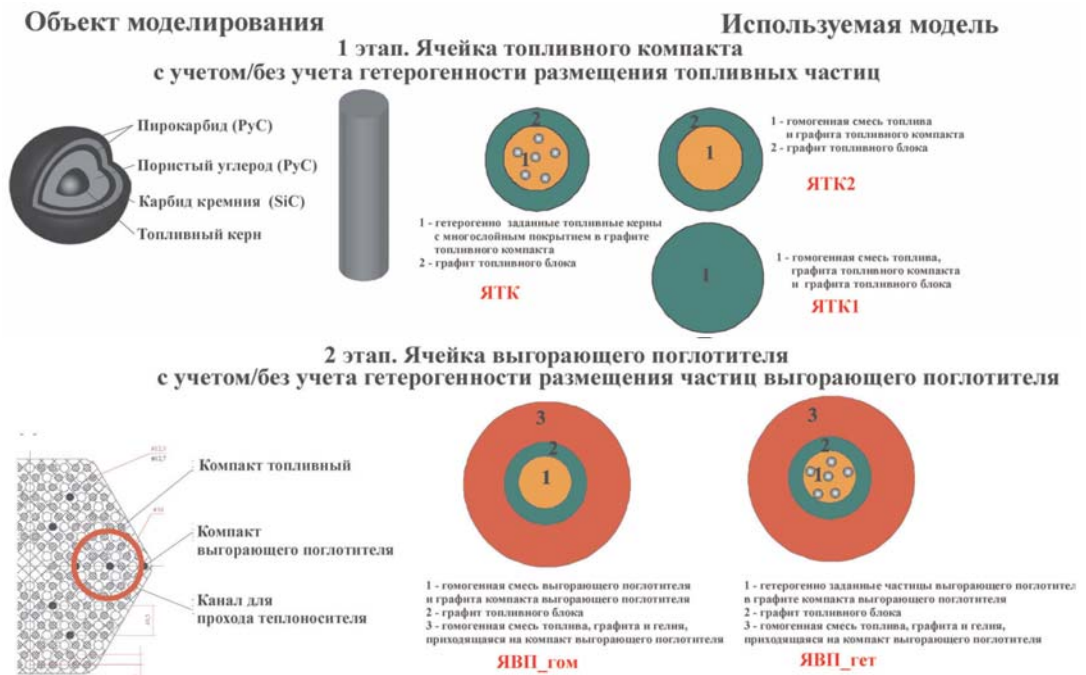 Объект моделирования
Используемая модель
1 этап. Ячейка топливного компакта
с учетом/без учета гетерогенности размещения топливных частиц
Пирокарбид (PyC)
Пористый углерод (PyC)
Карбид кремния (SiC)
Топливный керн
2
1
1 - гетерогенно заданные топливные керны
с многослойным покрытием в графите
топливного компакта
2 - графит топливного блока
ЯТК
2
1
1 - гомогенная смесь топлива
и графита топливного компакта
2 - графит топливного блока
ЯТК2
1
1 - гомогенная смесь топлива,
графита топливного компакта
и графита топливного блока
ЯТК1
2 этап. Ячейка выгорающего поглотителя
с учетом/без учета гетерогенности размещения частиц выгорающего поглотителя
Компакт топливный
Компакт
выгорающего поглотителя
Канал для
прохода теплоносителя
3
2
1
1 - гомогенная смесь выгорающего поглотителя
и графита компакта выгорающего поглотителя
2 - графит топливного блока
3 - гомогенная смесь топлива, графита и гелия,
приходящаяся на компакт выгорающего поглотителя
ЯВП_гом
3
2
1
1 - гетерогенно заданные частицы выгорающего поглотител
в графите компакта выгорающего поглотителя
2 - графит топливного блока
3 - гомогенная смесь топлива, графита и гелия,
приходящаяся на компакт выгорающего поглотителя
ЯВП_гет